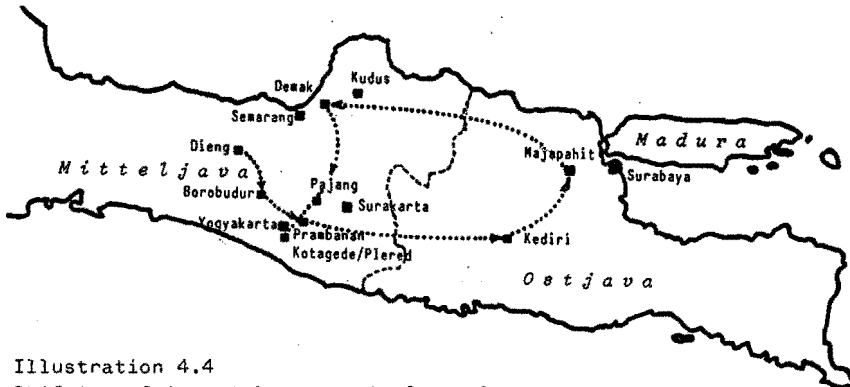 Kudus
Demak
Semarang
Dieng
Majapahit
Madura
Surabaya
Mitteljava
Pajang
Borobudur
Surakarta
Yogyakarta
Prambanan
Kediri
Kotagede/Plered
Ostjava
Illustration 4.4